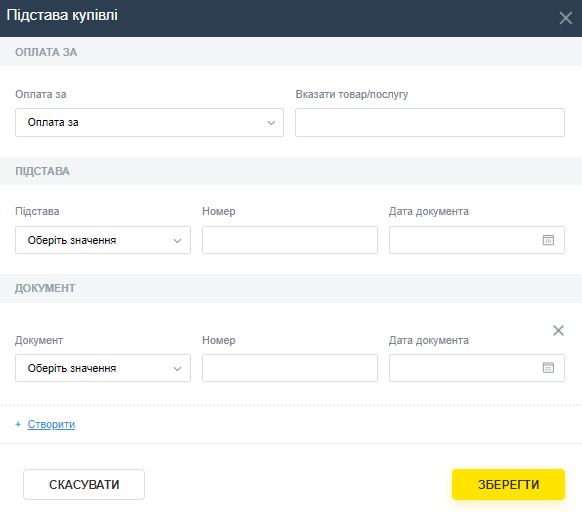 Підстава купівлі
ОПЛАТА ЗА
Оплата за Вказати товар/послугу
Оплата за
ПІДСТАВА
Підстава Номер Дата документа
Оберіть значення
ДОКУМЕНТ
Документ Номер Дата документа
Оберіть значення
+ Створити
СКАСУВАТИ ЗБЕРЕГТИ